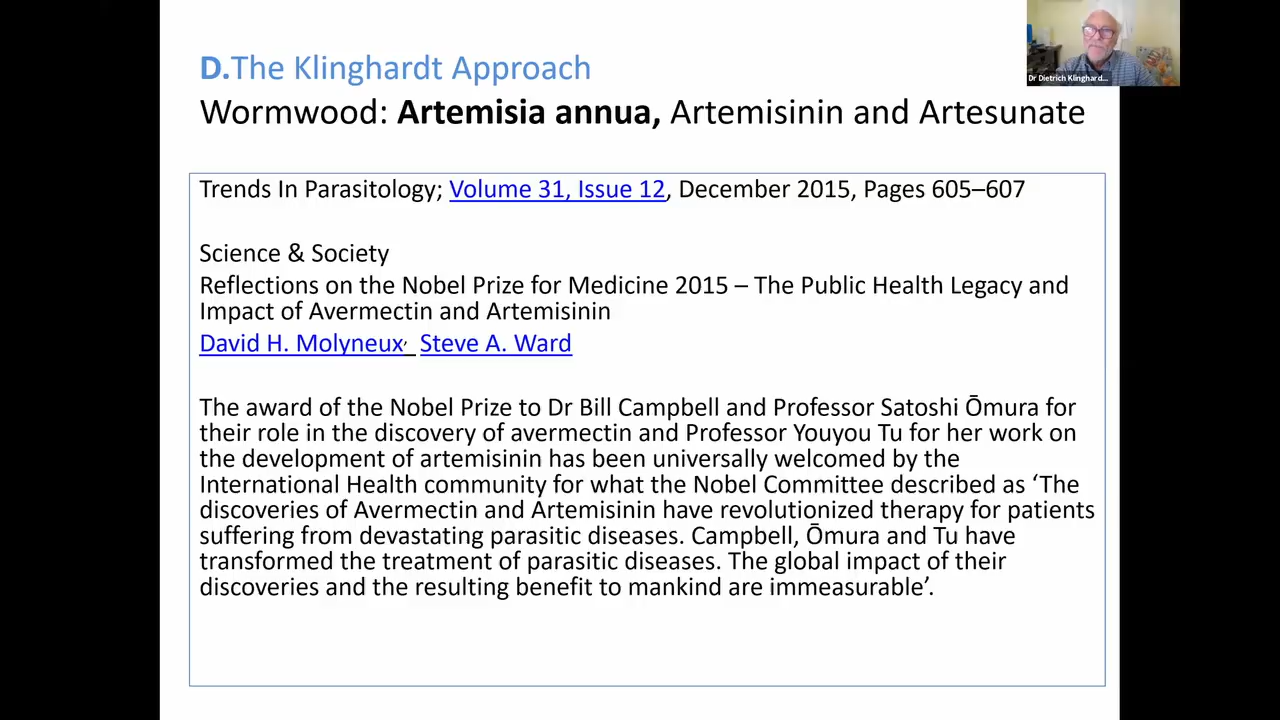 D.The Klinghardt Approach
Wormwood: Artemisia annua, Artemisinin and Artesunate
Dr Dietrich Klinghard...
Trends In Parasitology; Volume 31, Issue 12, December 2015, Pages 605–607
Science & Society
Reflections on the Nobel Prize for Medicine 2015 – The Public Health Legacy and
Impact of Avermectin and Artemisinin
David H. Molyneux, Steve A. Ward
The award of the Nobel Prize to Dr Bill Campbell and Professor Satoshi Ōmura for
their role in the discovery of avermectin and Professor Youyou Tu for her work on
the development of artemisinin has been universally welcomed by the
International Health community for what the Nobel Committee described as ‘The
discoveries of Avermectin and Artemisinin have revolutionized therapy for patients
suffering from devastating parasitic diseases. Campbell, Ōmura and Tu have
transformed the treatment of parasitic diseases. The global impact of their
discoveries and the resulting benefit to mankind are immeasurable’.